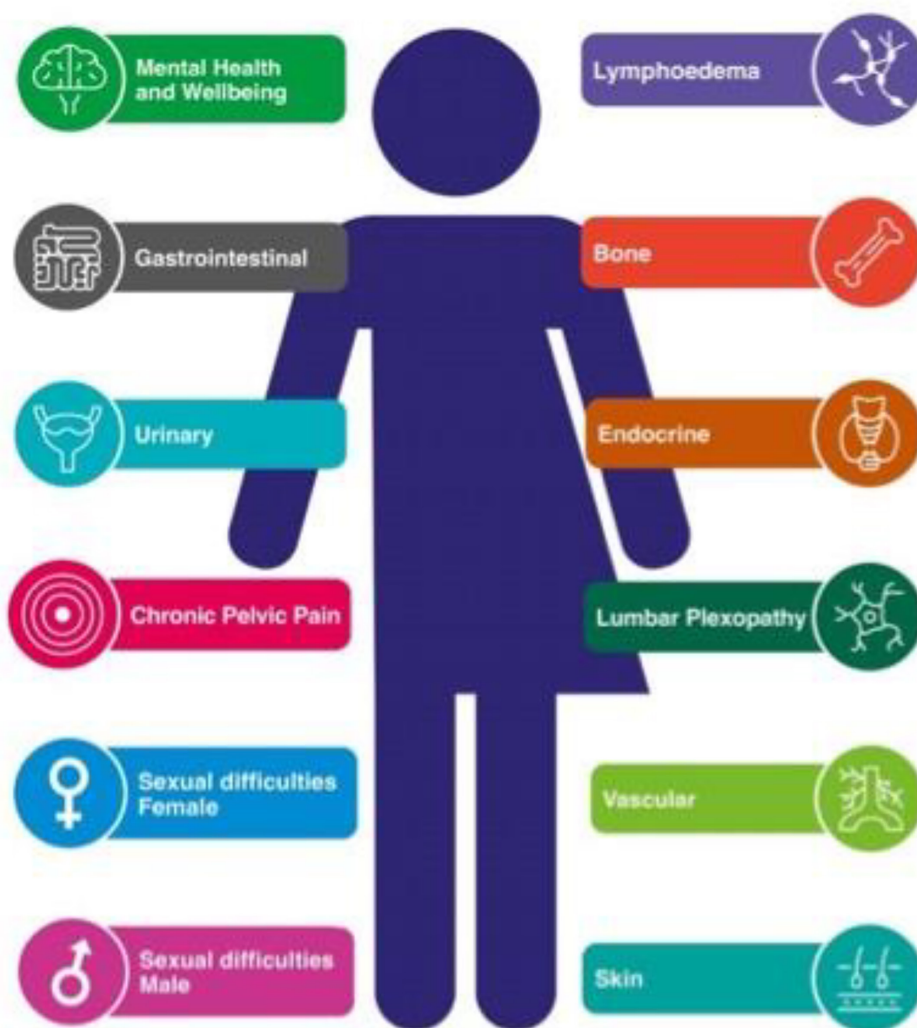 Mental Health
and Wellbeing
Lymphoedema
Gastrointestinal
Bone
Urinary
Endocrine
Chronic Pelvic Pain
Lumbar Plexopathy
Sexual difficulties
Female
Vascular
Sexual difficulties
Male
Skin